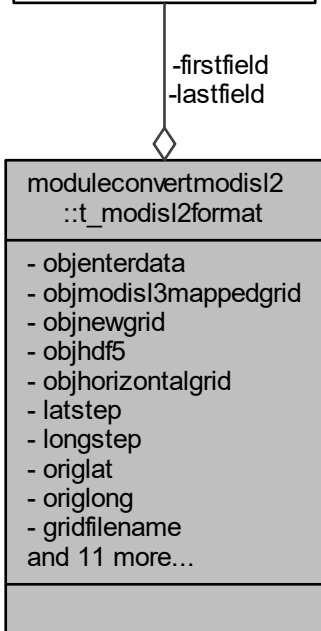 -firstfield
-lastfield
moduleconvertmodisl2
::t_modisl2format
- objenterdata
- objmodisl3mappedgrid
- objnewgrid
- objhdf5
- objhorizontalgrid
- latstep
- longstep
- origlat
- origlong
- gridfilename
and 11 more...